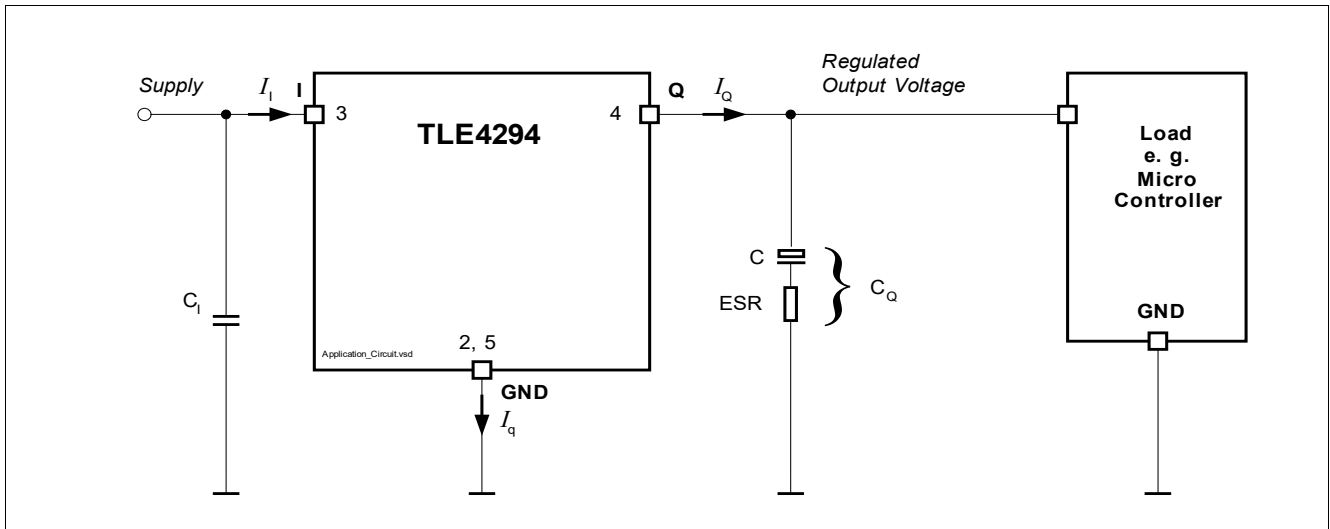 Supply
I_I
I
3
TLE4294
4
Q
I_Q
Regulated
Output Voltage
Load
e. g.
Micro
Controller
C_I
C
ESR
C_Q
2, 5
Application_Circuit.vsd
GND
I_q
GND